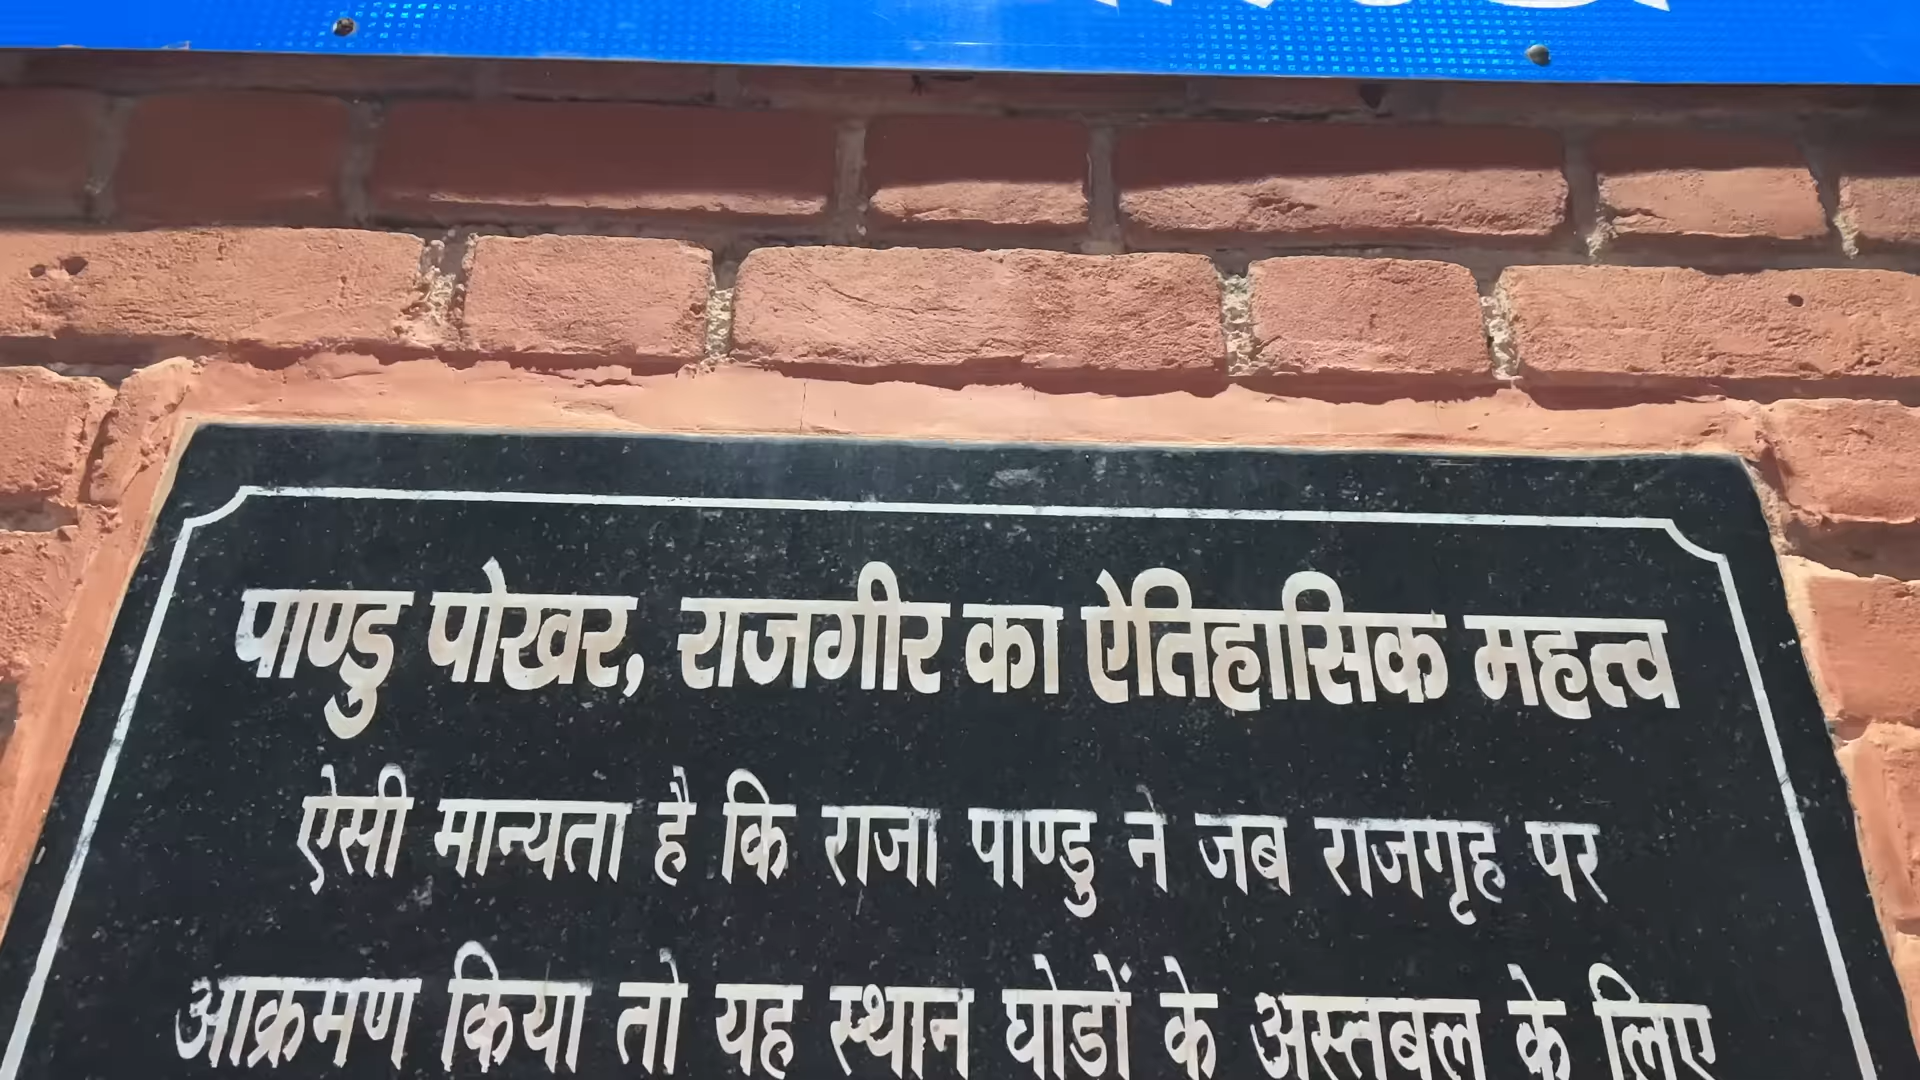 पाण्डु पोखर, राजगीर का ऐतिहासिक महत्व
ऐसी मान्यता है कि राजा पाण्डु ने जब राजगृह पर
आक्रमण किया तो यह स्थान घोडों के अस्तबल के लिए